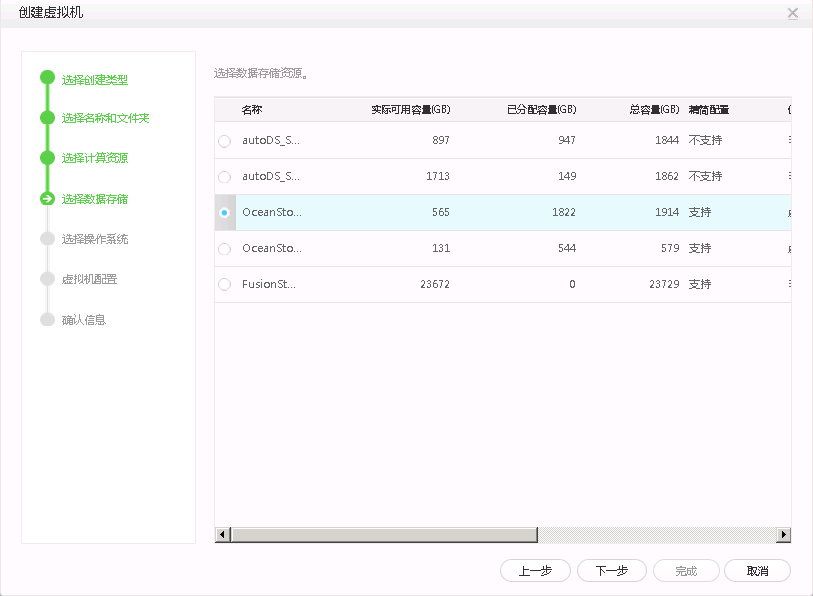 创建虚拟机
选择创建类型
选择名称和文件夹
选择计算资源
选择数据存储
选择操作系统
虚拟机配置
确认信息
选择数据存储资源。
名称 实际可用容量(GB) 已分配容量(GB) 总容量(GB) 精简配置
autoDS_S... 897 947 1844 不支持
autoDS_S... 1713 149 1862 不支持
OceanSto... 565 1822 1914 支持
OceanSto... 131 544 579 支持
FusionSt... 23672 0 23729 支持
上一步 下一步 完成 取消